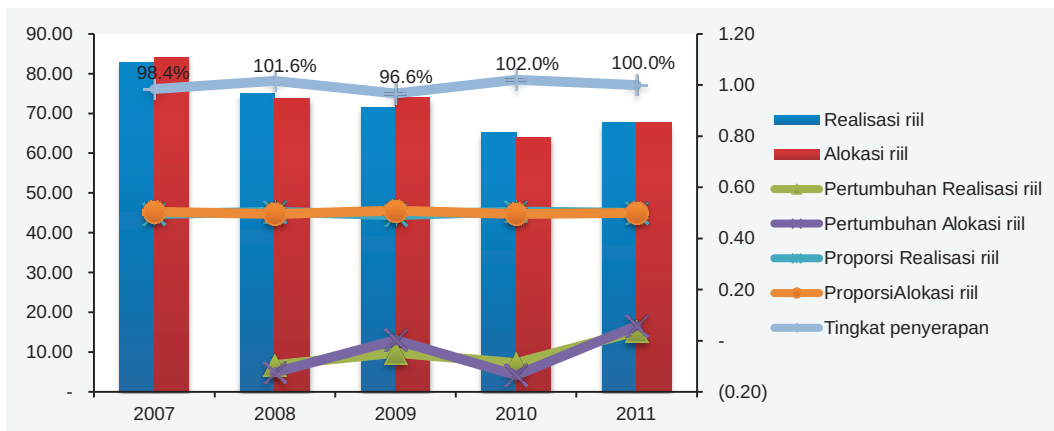 90.00
80.00
70.00
60.00
50.00
40.00
30.00
20.00
10.00
-
98.4%
101.6%
96.6%
102.0%
100.0%
1.20
1.00
0.80
0.60
0.40
0.20
-
(0.20)
2007 2008 2009 2010 2011
Realisasi riil
Alokasi riil
Pertumbuhan Realisasi riil
Pertumbuhan Alokasi riil
Proporsi Realisasi riil
ProporsiAlokasi riil
Tingkat penyerapan